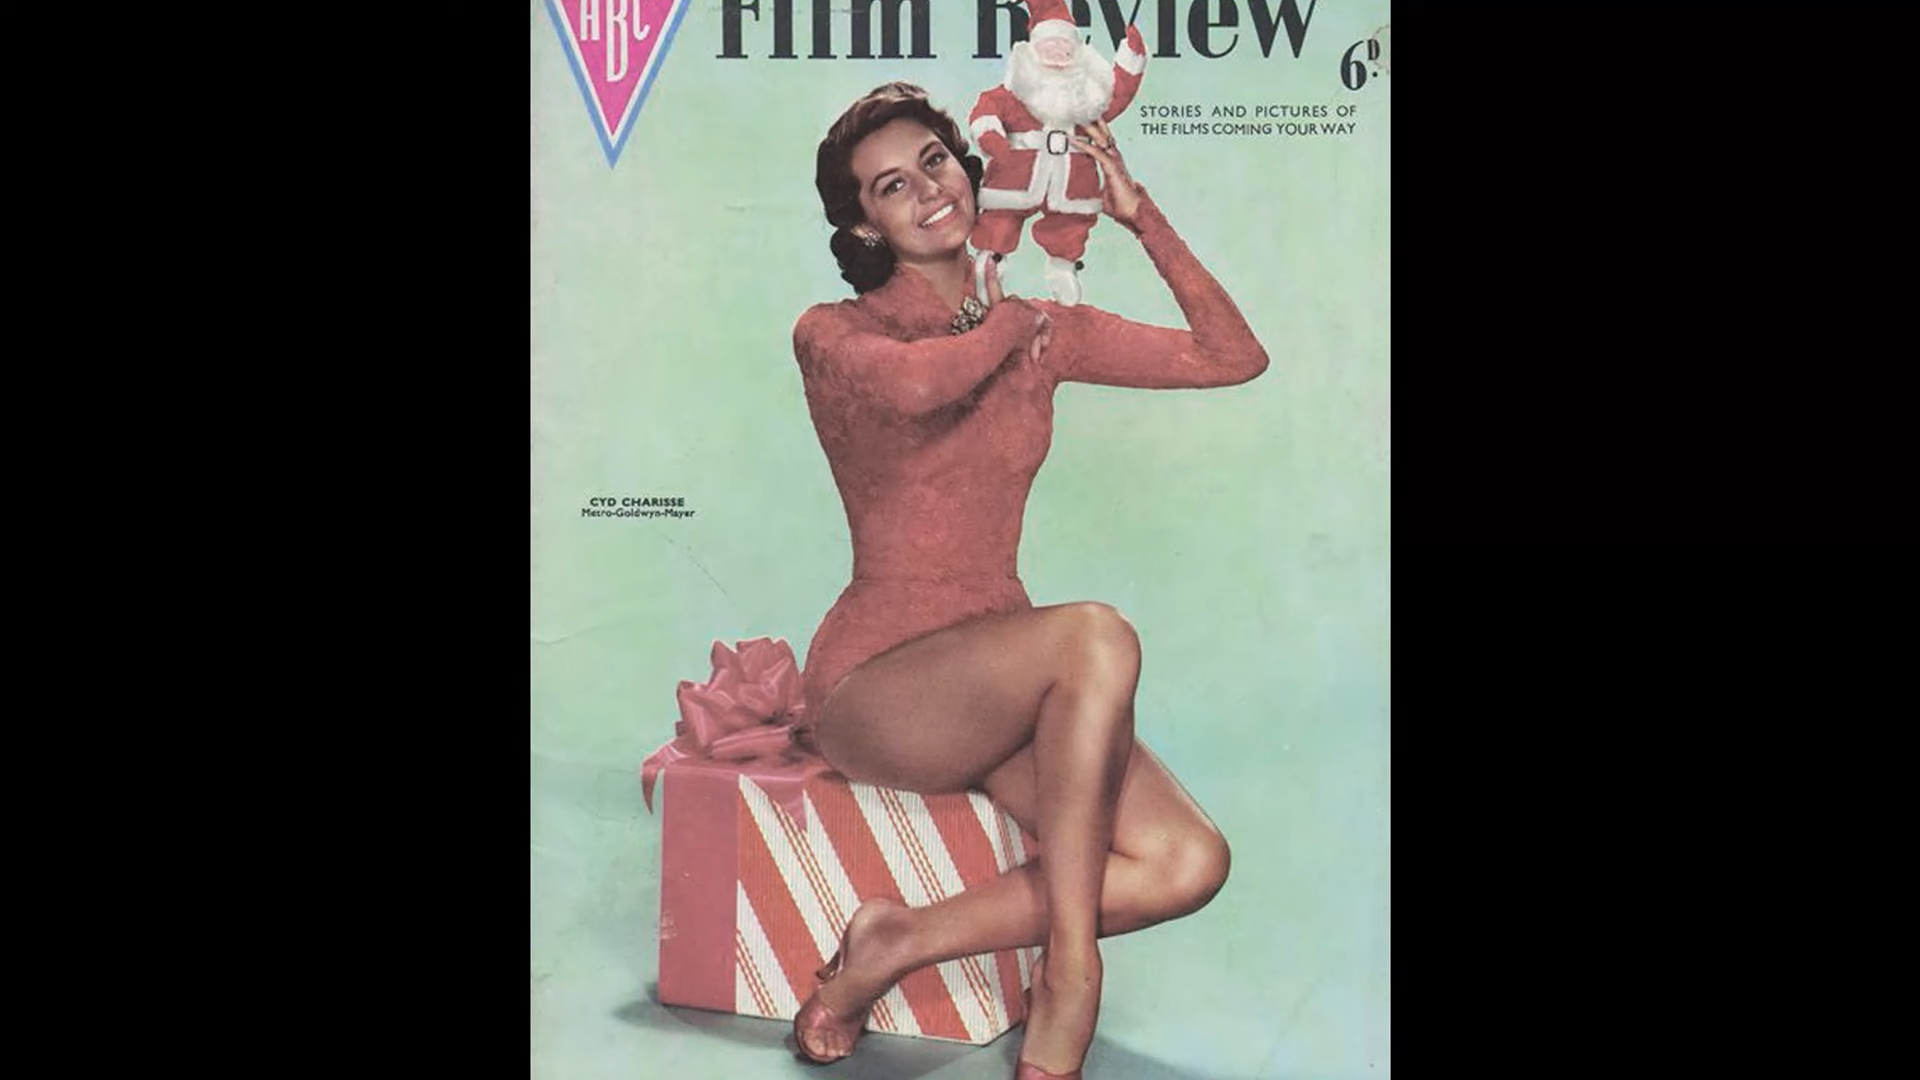 ABC
Film Review
6D.
STORIES AND PICTURES OF
THE FILMS COMING YOUR WAY
CYD CHARISSE
Metro-Goldwyn-Mayer